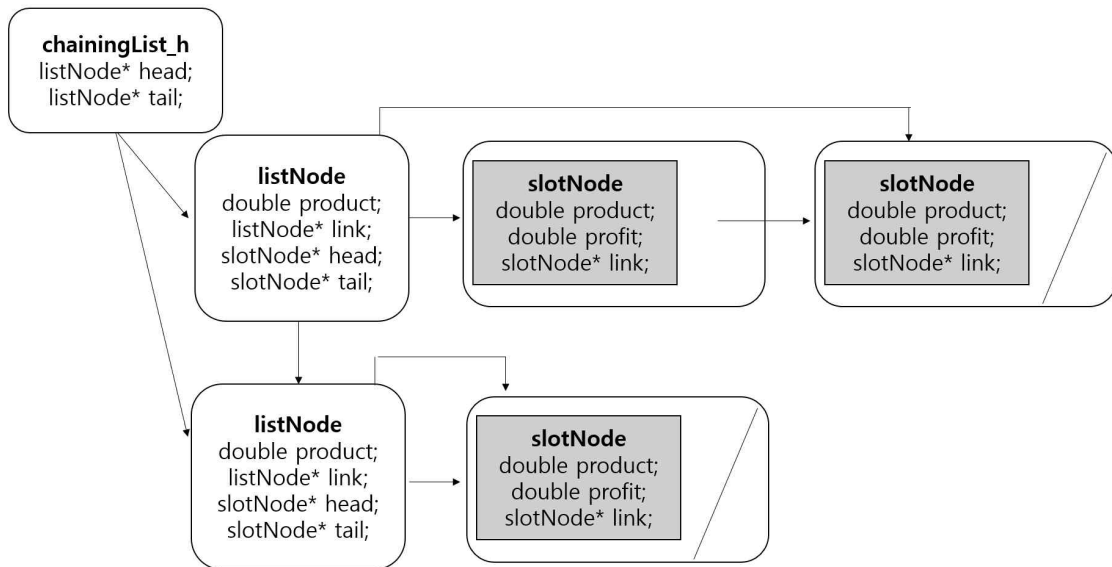 chainingList_h
listNode* head;
listNode* tail;
listNode
double product;
listNode* link;
slotNode* head;
slotNode* tail;
slotNode
double product;
double profit;
slotNode* link;
slotNode
double product;
double profit;
slotNode* link;
listNode
double product;
listNode* link;
slotNode* head;
slotNode* tail;
slotNode
double product;
double profit;
slotNode* link;